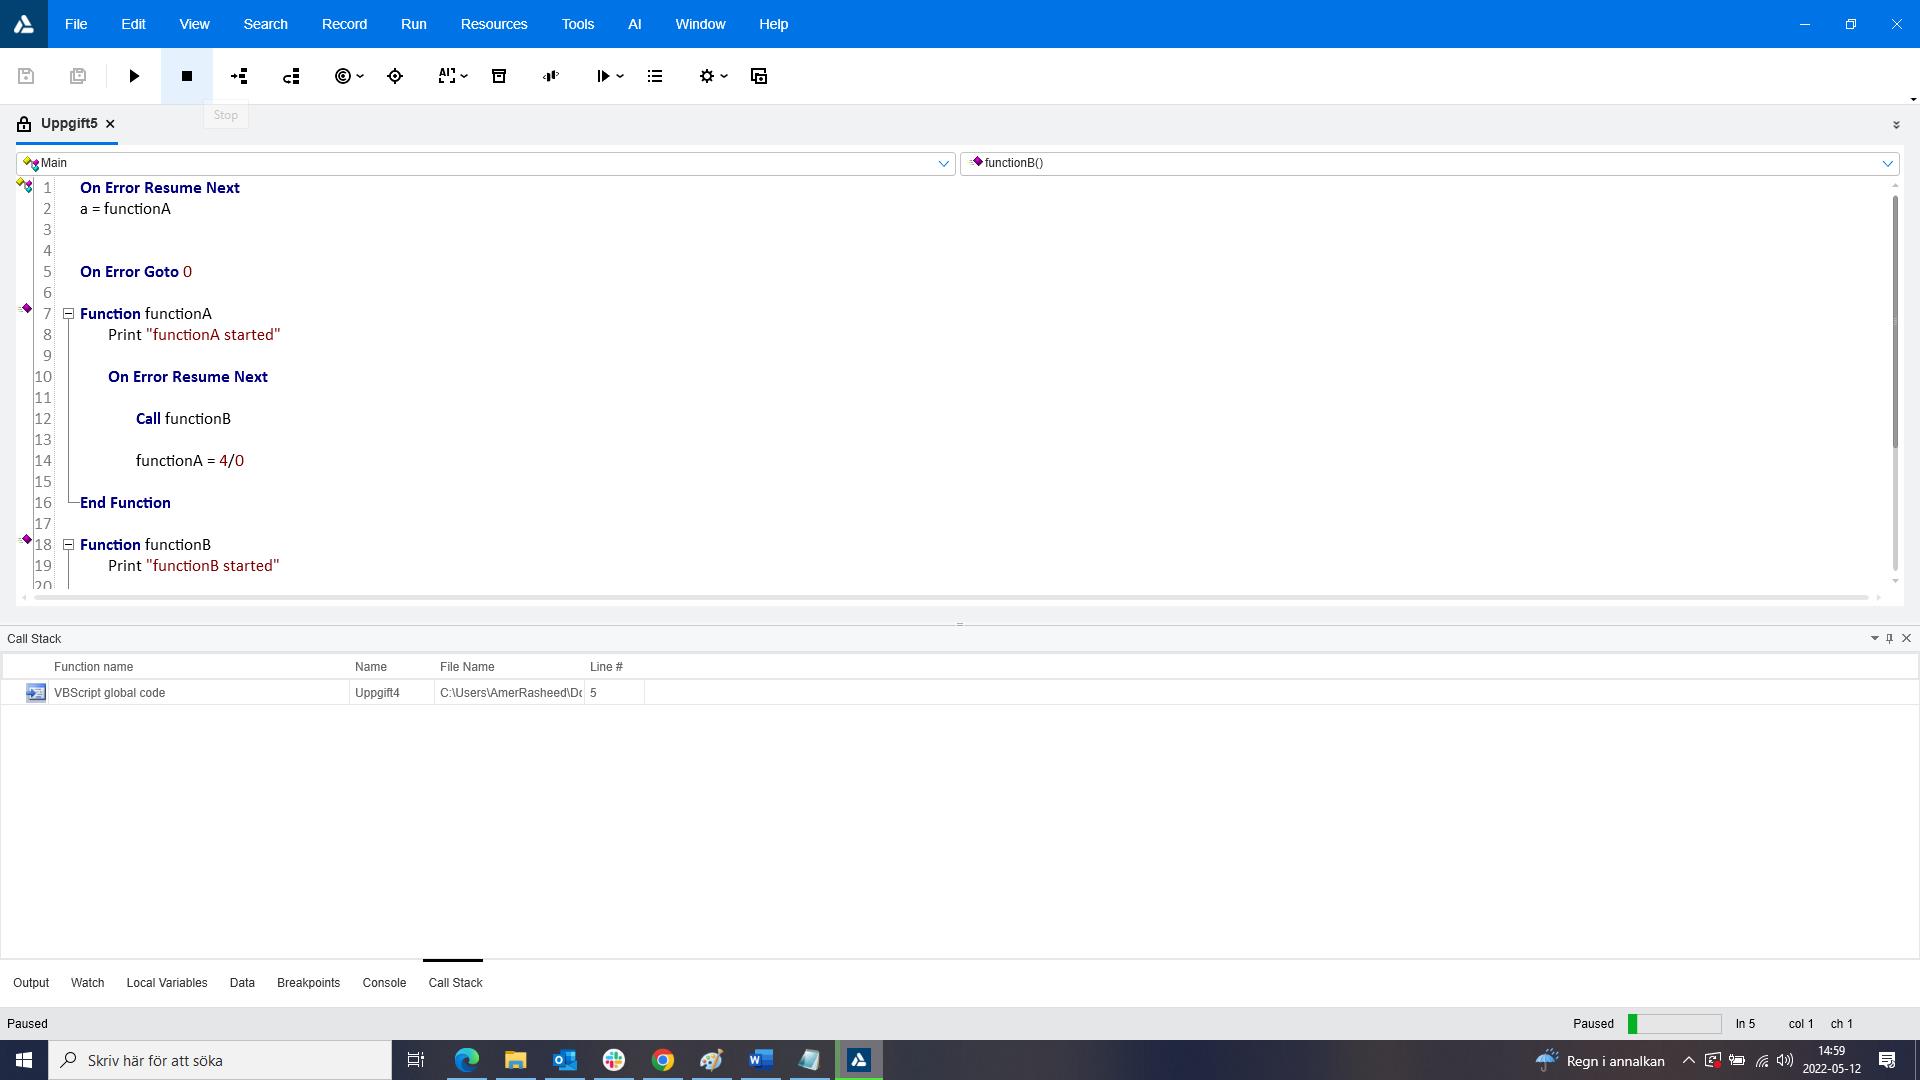 File Edit View Search Record Run Resources Tools AI Window Help
AI
Stop
Uppgift5
Main functionB()
1 On Error Resume Next
2 a = functionA
3
4
5 On Error Goto 0
6
7 Function functionA
8 Print "functionA started"
9
10 On Error Resume Next
11
12 Call functionB
13
14 functionA = 4/0
15
16 End Function
17
18 Function functionB
19 Print "functionB started"
20
Call Stack
Function name Name File Name Line #
VBScript global code Uppgift4 C:\Users\AmerRasheed\Dc 5
Output Watch Local Variables Data Breakpoints Console Call Stack
Paused Paused ln 5 col 1 ch 1
Skriv här för att söka Regn i annalkan 14:59
2022-05-12